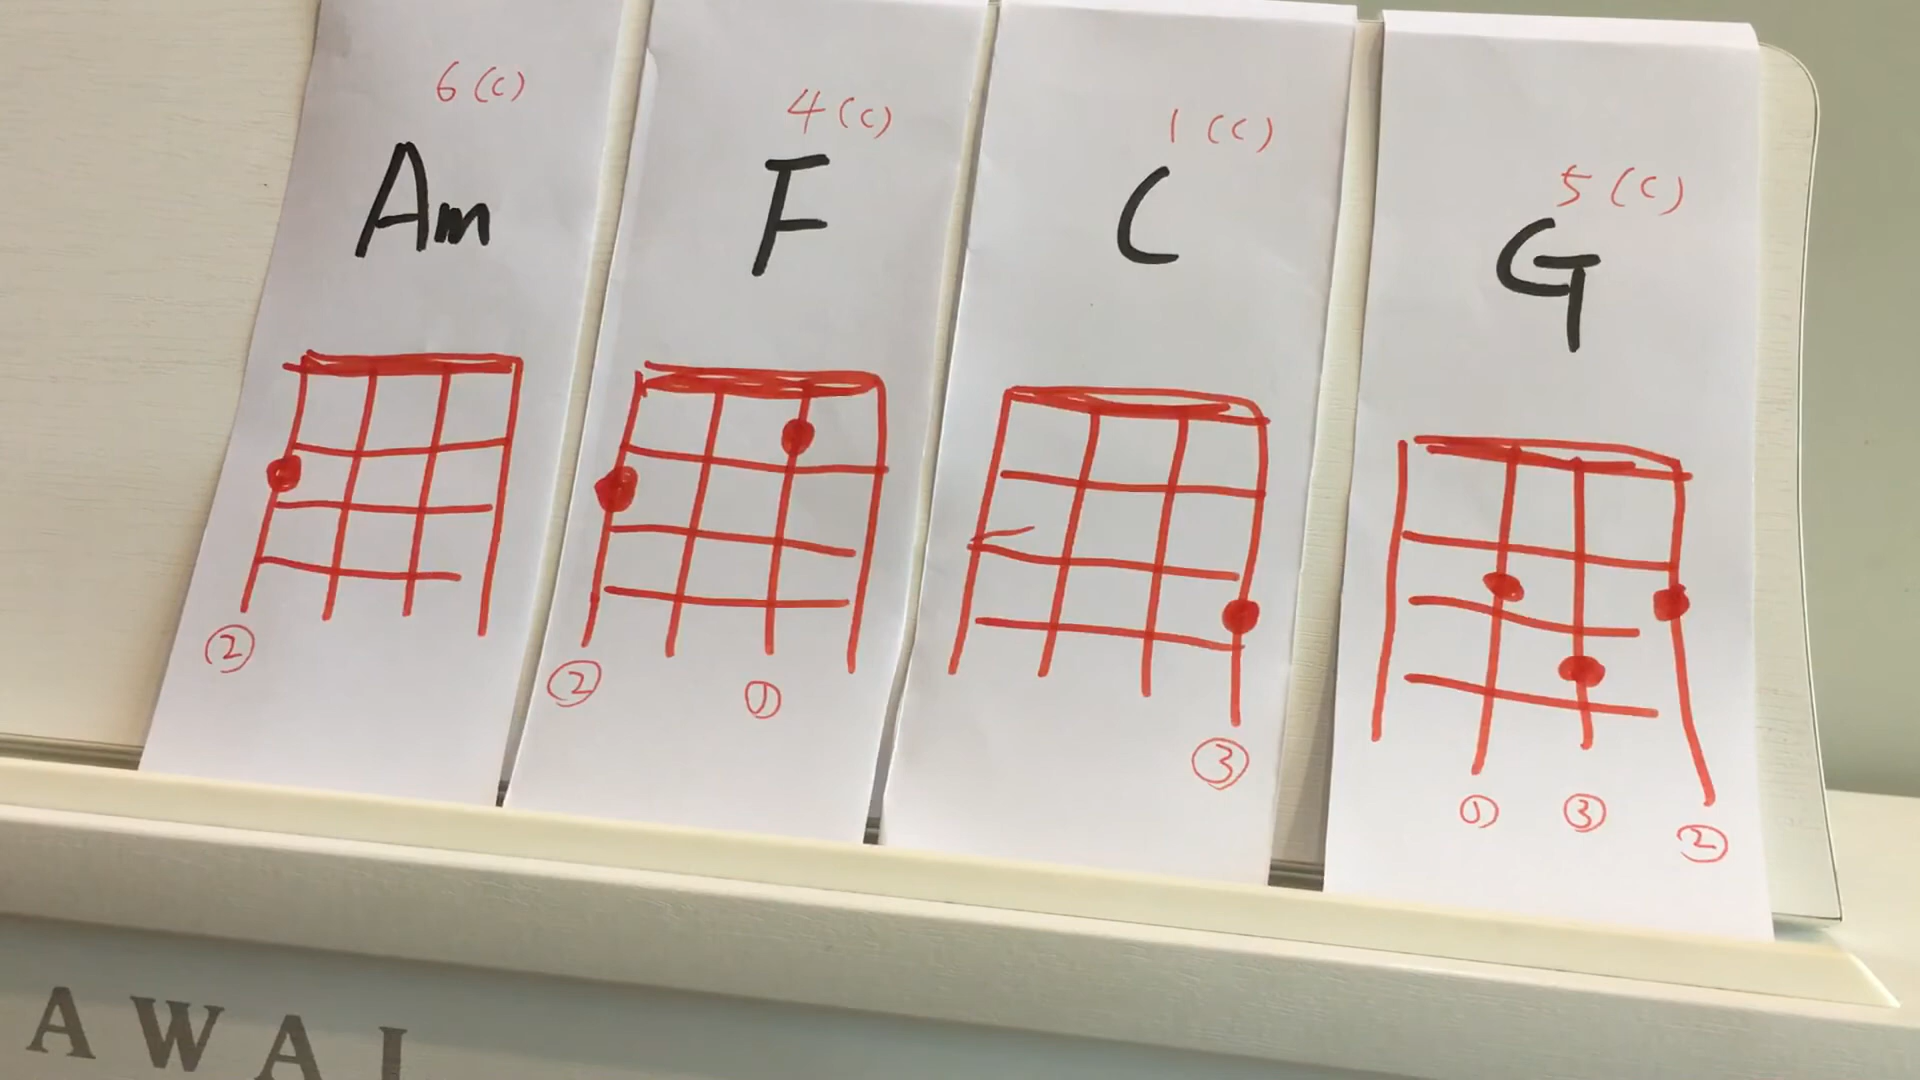 6 (C)
Am
②
4 (C)
F
② ①
1 (C)
C
③
5 (C)
G
① ③ ②
AWAI